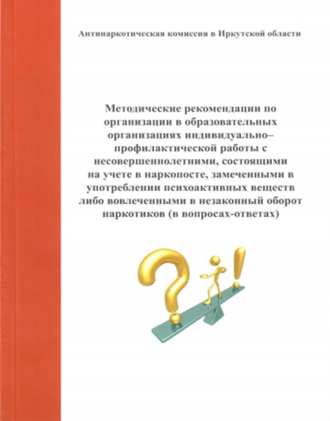 Антинаркотическая комиссия в Иркутской области
Методические рекомендации по
организации в образовательных
организациях индивидуально–
профилактической работы с
несовершеннолетними, состоящими
на учете в наркопосте, замеченными в
употреблении психоактивных веществ
либо вовлеченными в незаконный оборот
наркотиков (в вопросах-ответах)